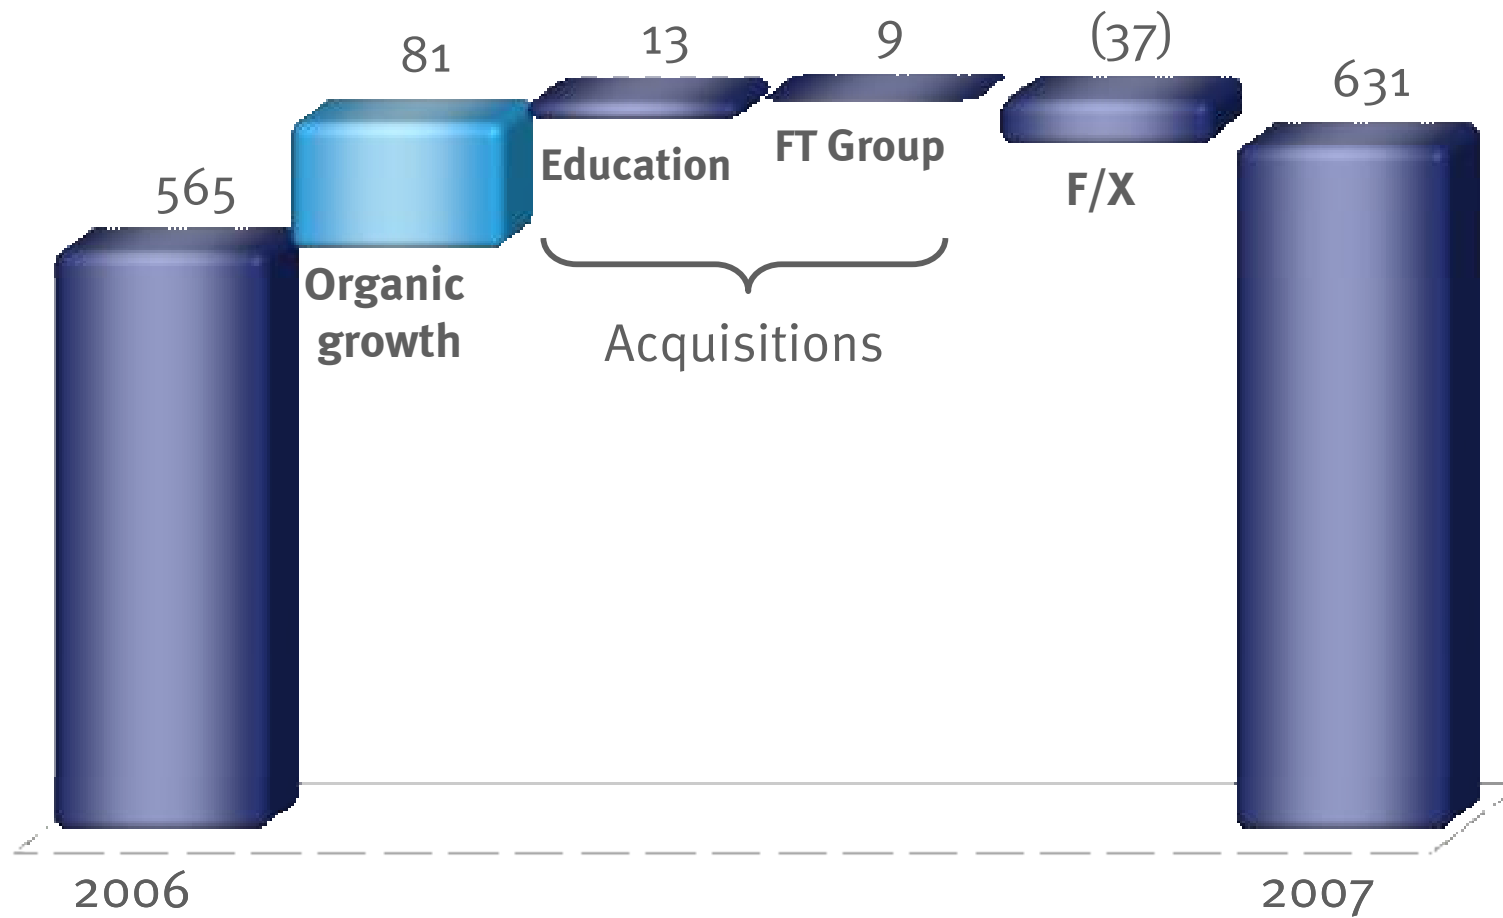 565
81
13
9
(37)
631
Organic
growth
Education
FT Group
F/X
Acquisitions
2006
2007